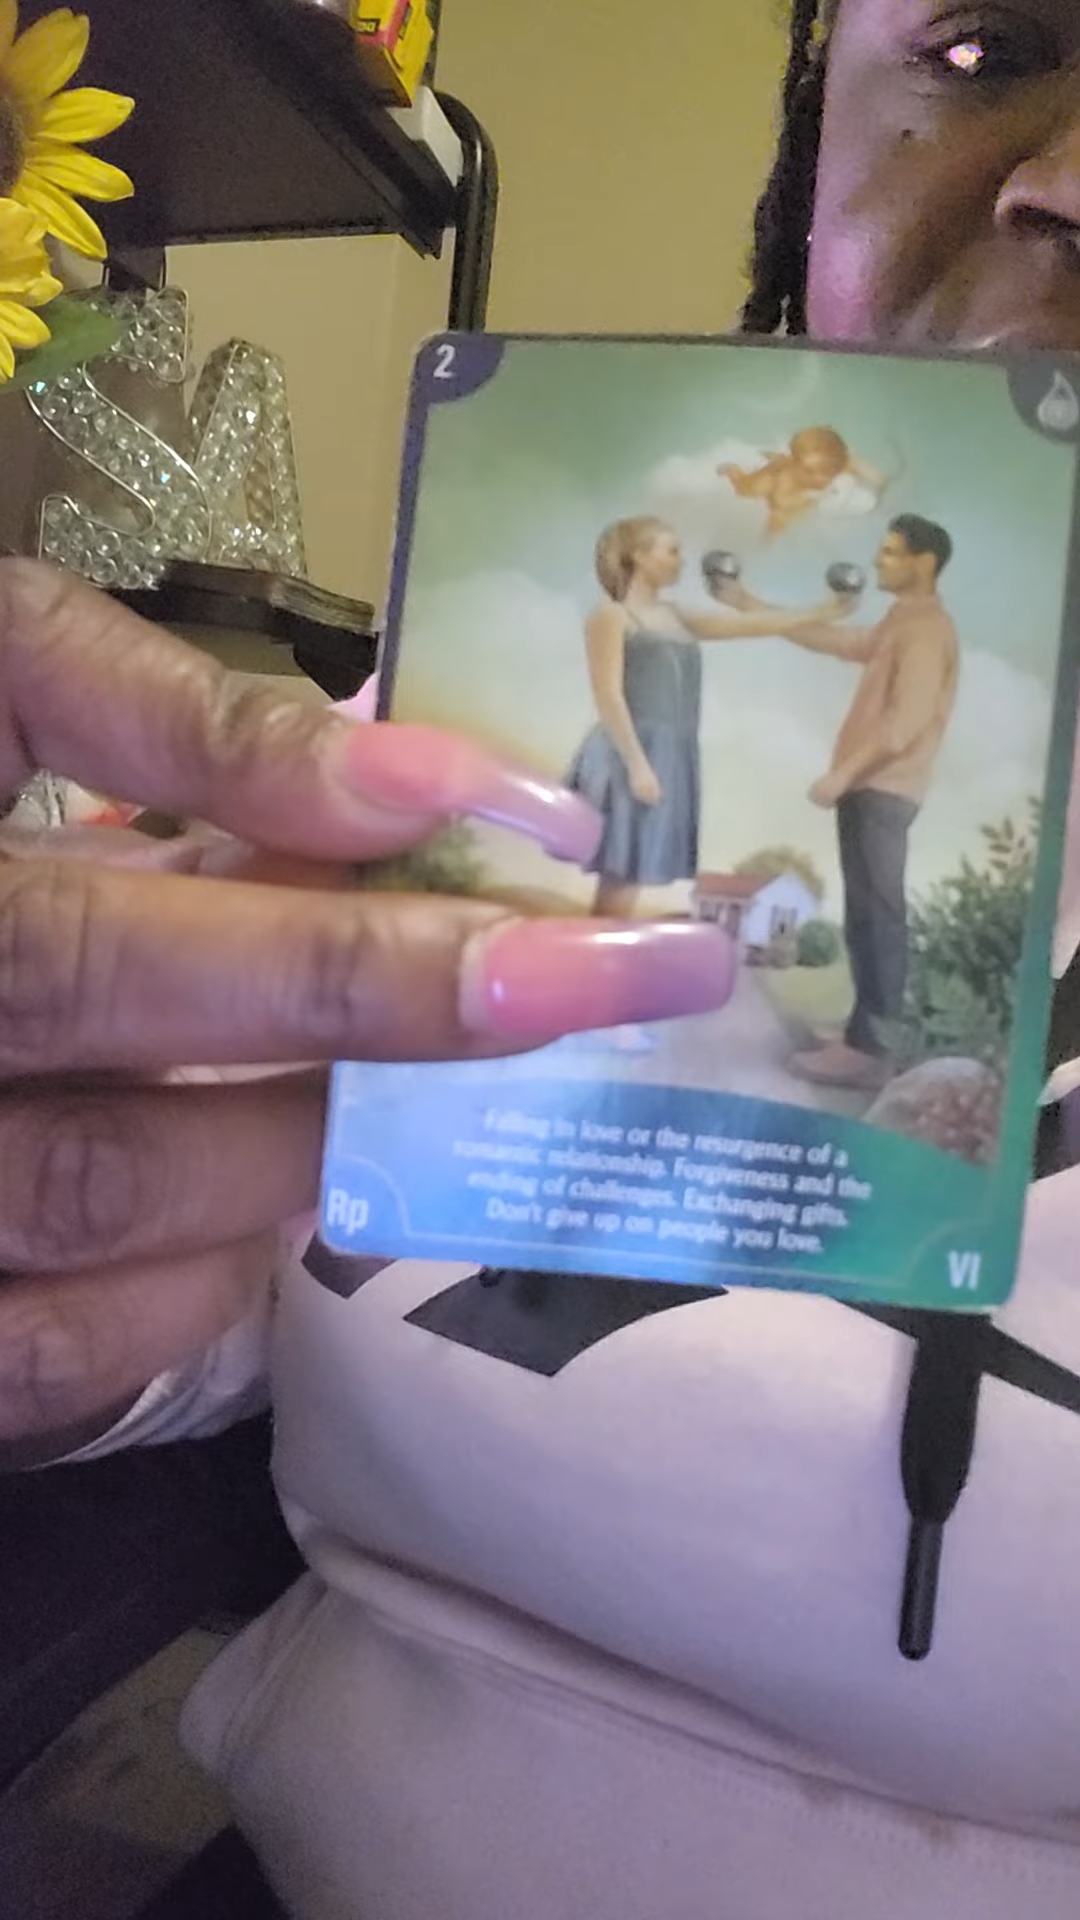 2
Falling in love or the resurgence of a
romantic relationship. Forgiveness and the
ending of challenges. Exchanging gifts.
Don't give up on people you love.
Rp
VI